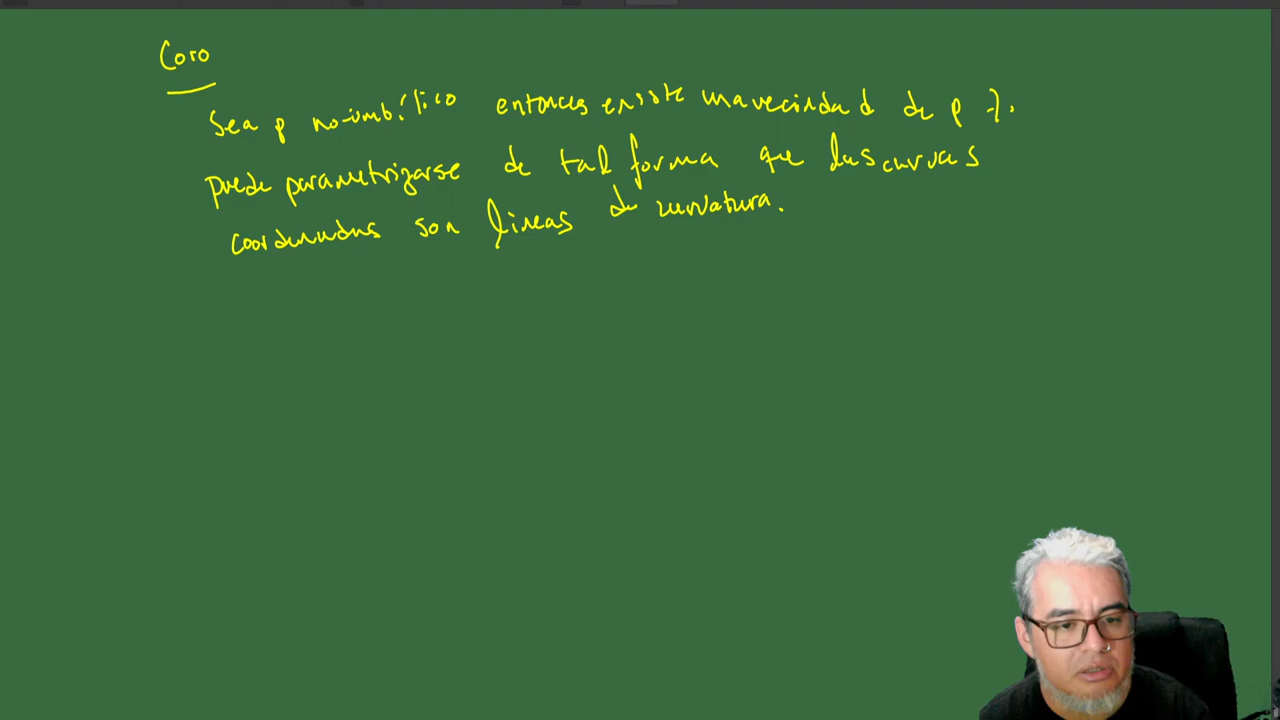 Coro
Sea p no-umbílico entonces existe una vecindad de p t.
puede parametrizarse de tal forma que las curvas
coordenadas son líneas de curvatura.